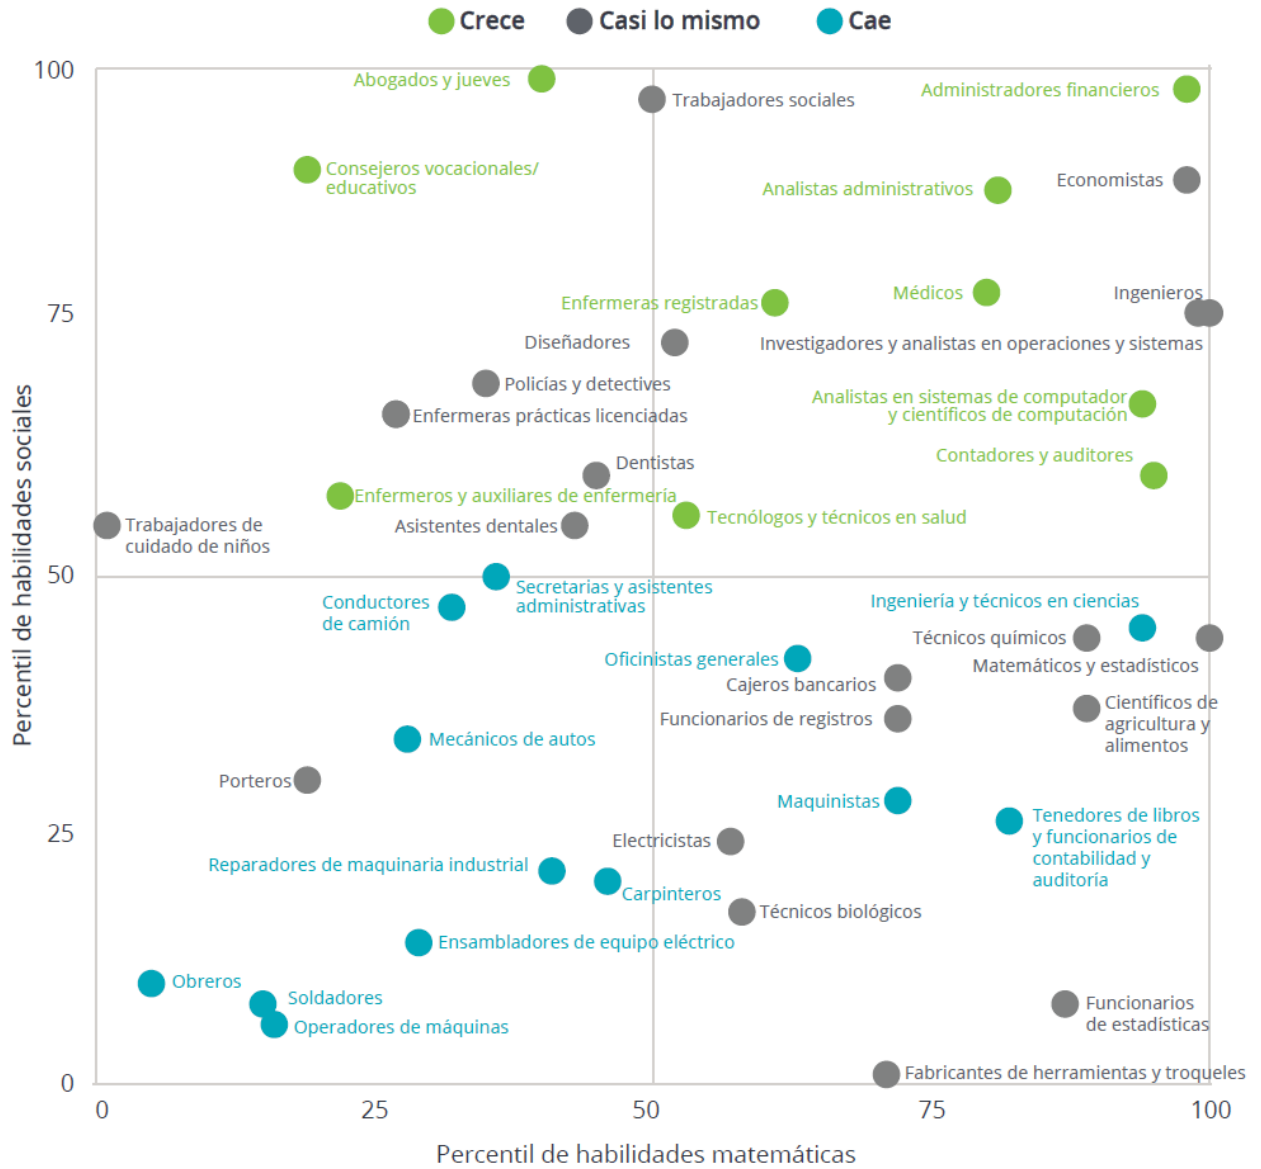 Crece
Casi lo mismo
Cae
100
Abogados y jueves
Administradores financieros
Trabajadores sociales
Consejeros vocacionales/
educativos
Economistas
Analistas administrativos
Médicos
Ingenieros
Enfermeras registradas
75
Diseñadores
Investigadores y analistas en operaciones y sistemas
Policías y detectives
Enfermeras prácticas licenciadas
Analistas en sistemas de computador
y científicos de computación
Contadores y auditores
Dentistas
Enfermeros y auxiliares de enfermería
Tecnólogos y técnicos en salud
Trabajadores de
cuidado de niños
Asistentes dentales
50
Secretarias y asistentes
administrativas
Conductores
de camión
Ingeniería y técnicos en ciencias
Técnicos químicos
Matemáticos y estadísticos
Oficinistas generales
Cajeros bancarios
Funcionarios de registros
Científicos de
agricultura y
alimentos
Mecánicos de autos
Porteros
Maquinistas
Tenedores de libros
y funcionarios de
contabilidad y
auditoría
25
Electricistas
Reparadores de maquinaria industrial
Carpinteros
Técnicos biológicos
Ensambladores de equipo eléctrico
Obreros
Soldadores
Operadores de máquinas
Funcionarios
de estadísticas
Fabricantes de herramientas y troqueles
0
0
25
50
75
100
Percentil de habilidades sociales
Percentil de habilidades matemáticas